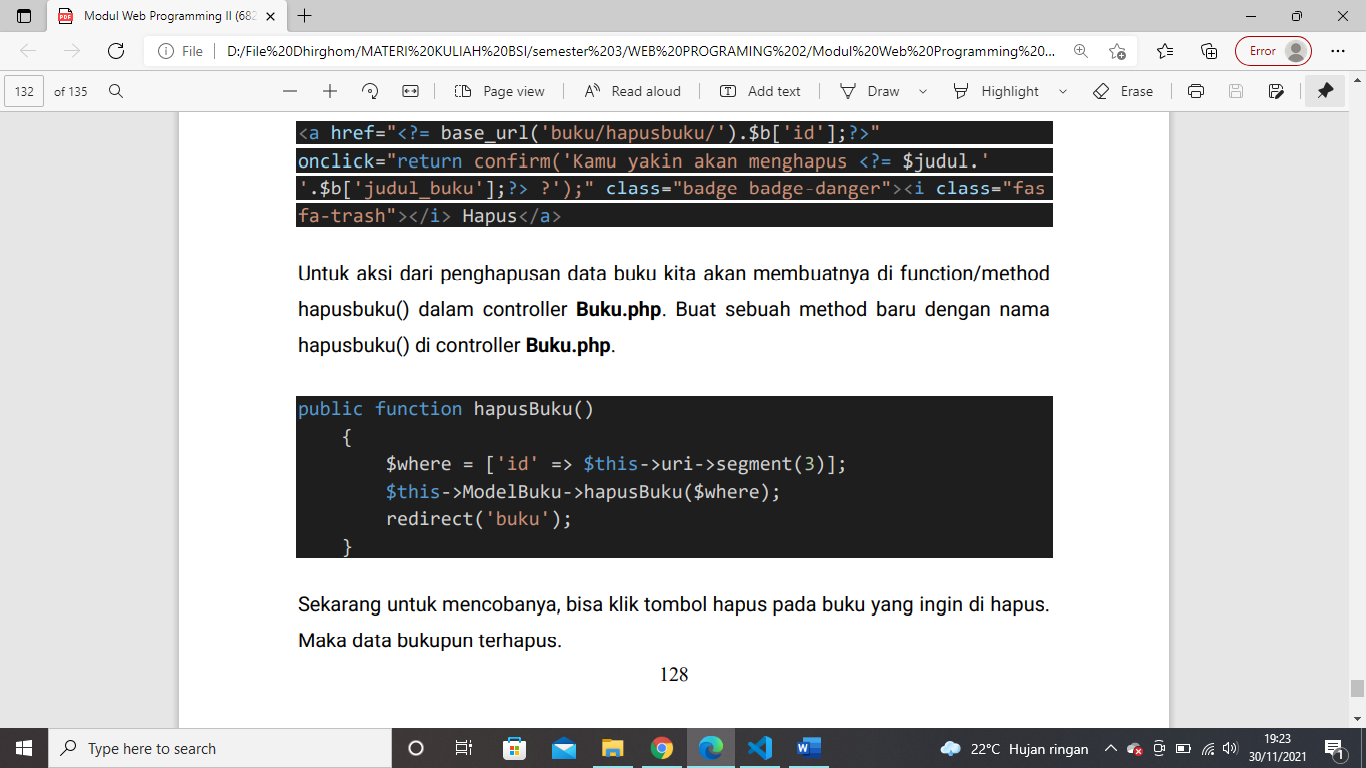 Modul Web Programming II (682
File
D:/File%20Dhirghom/MATERI%20KULIAH%20BSI/semester%203/WEB%20PROGRAMING%202/Modul%20Web%20Programming%20...
Error
132 of 135
Page view
Read aloud
Add text
Draw
Highlight
Erase
<a href="<?= base_url('buku/hapusbuku/').$b['id'];?>"
onclick="return confirm('Kamu yakin akan menghapus <?= $judul.'
'.$b['judul_buku'];?> ?');" class="badge badge-danger"><i class="fas
fa-trash"></i> Hapus</a>
Untuk aksi dari penghapusan data buku kita akan membuatnya di function/method
hapusbuku() dalam controller Buku.php. Buat sebuah method baru dengan nama
hapusbuku() di controller Buku.php.
public function hapusBuku()
{
$where = ['id' => $this->uri->segment(3)];
$this->ModelBuku->hapusBuku($where);
redirect('buku');
}
Sekarang untuk mencobanya, bisa klik tombol hapus pada buku yang ingin di hapus.
Maka data bukupun terhapus.
128
Type here to search
22°C Hujan ringan
19:23
30/11/2021
1